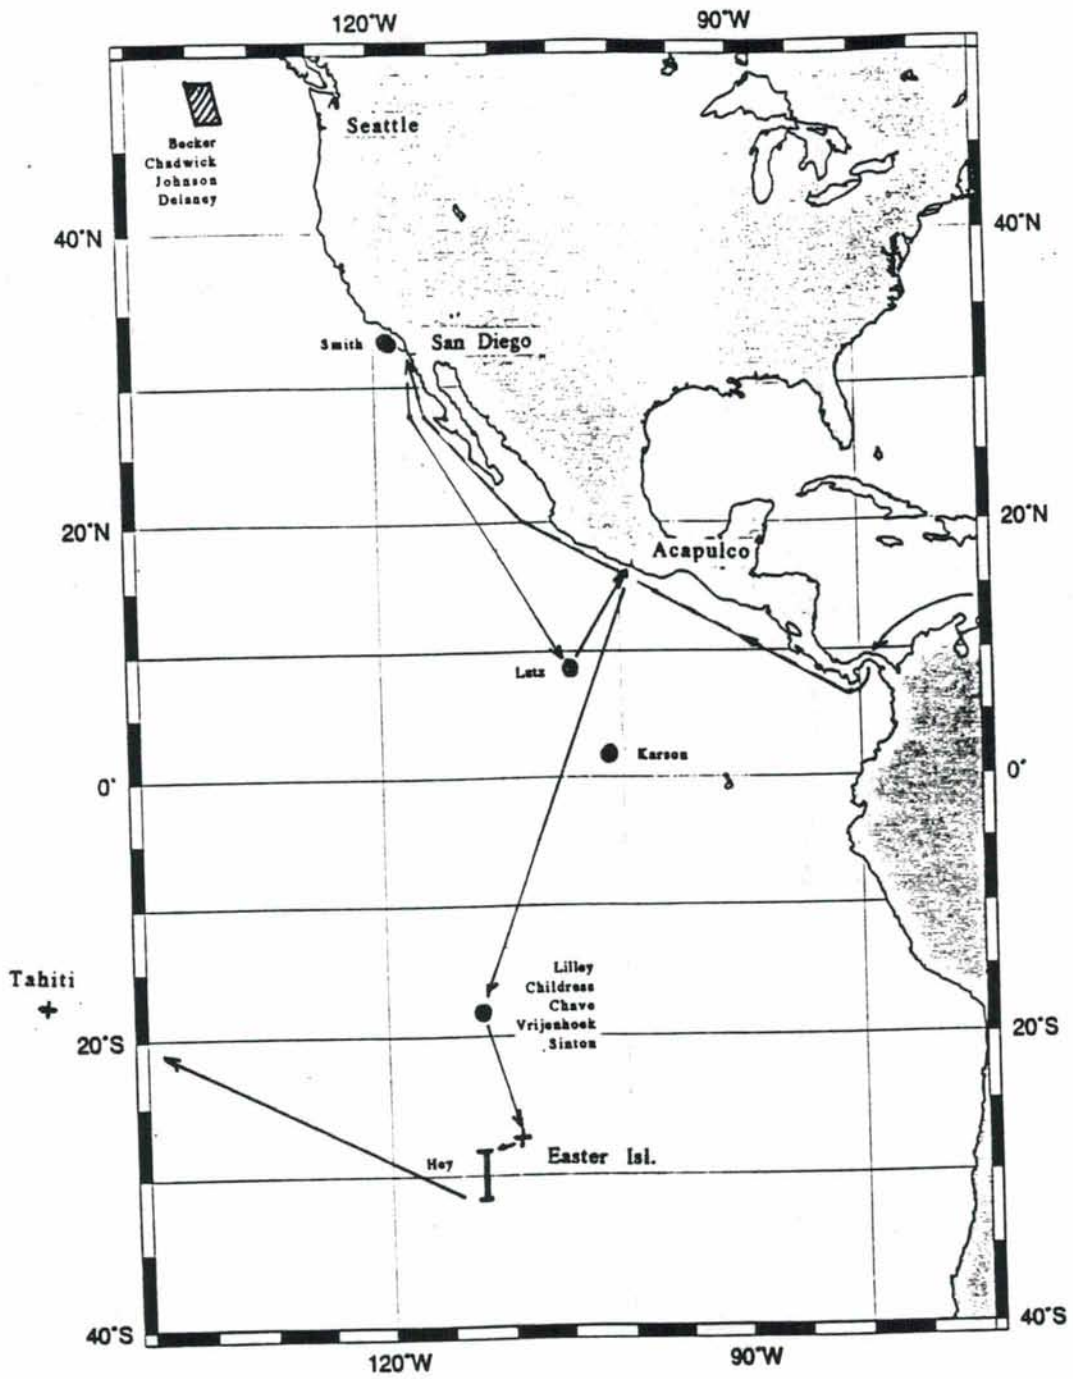 120°W
90°W
Seattle
Becker
Chadwick
Johnson
Delaney
40°N
40°N
Smith
San Diego
20°N
20°N
Acapulco
Lutz
Karson
0°
0°
Tahiti
Lilley
Childress
Chave
Vrijenhoek
Sinton
20°S
20°S
Hey
Easter Isl.
40°S
40°S
120°W
90°W